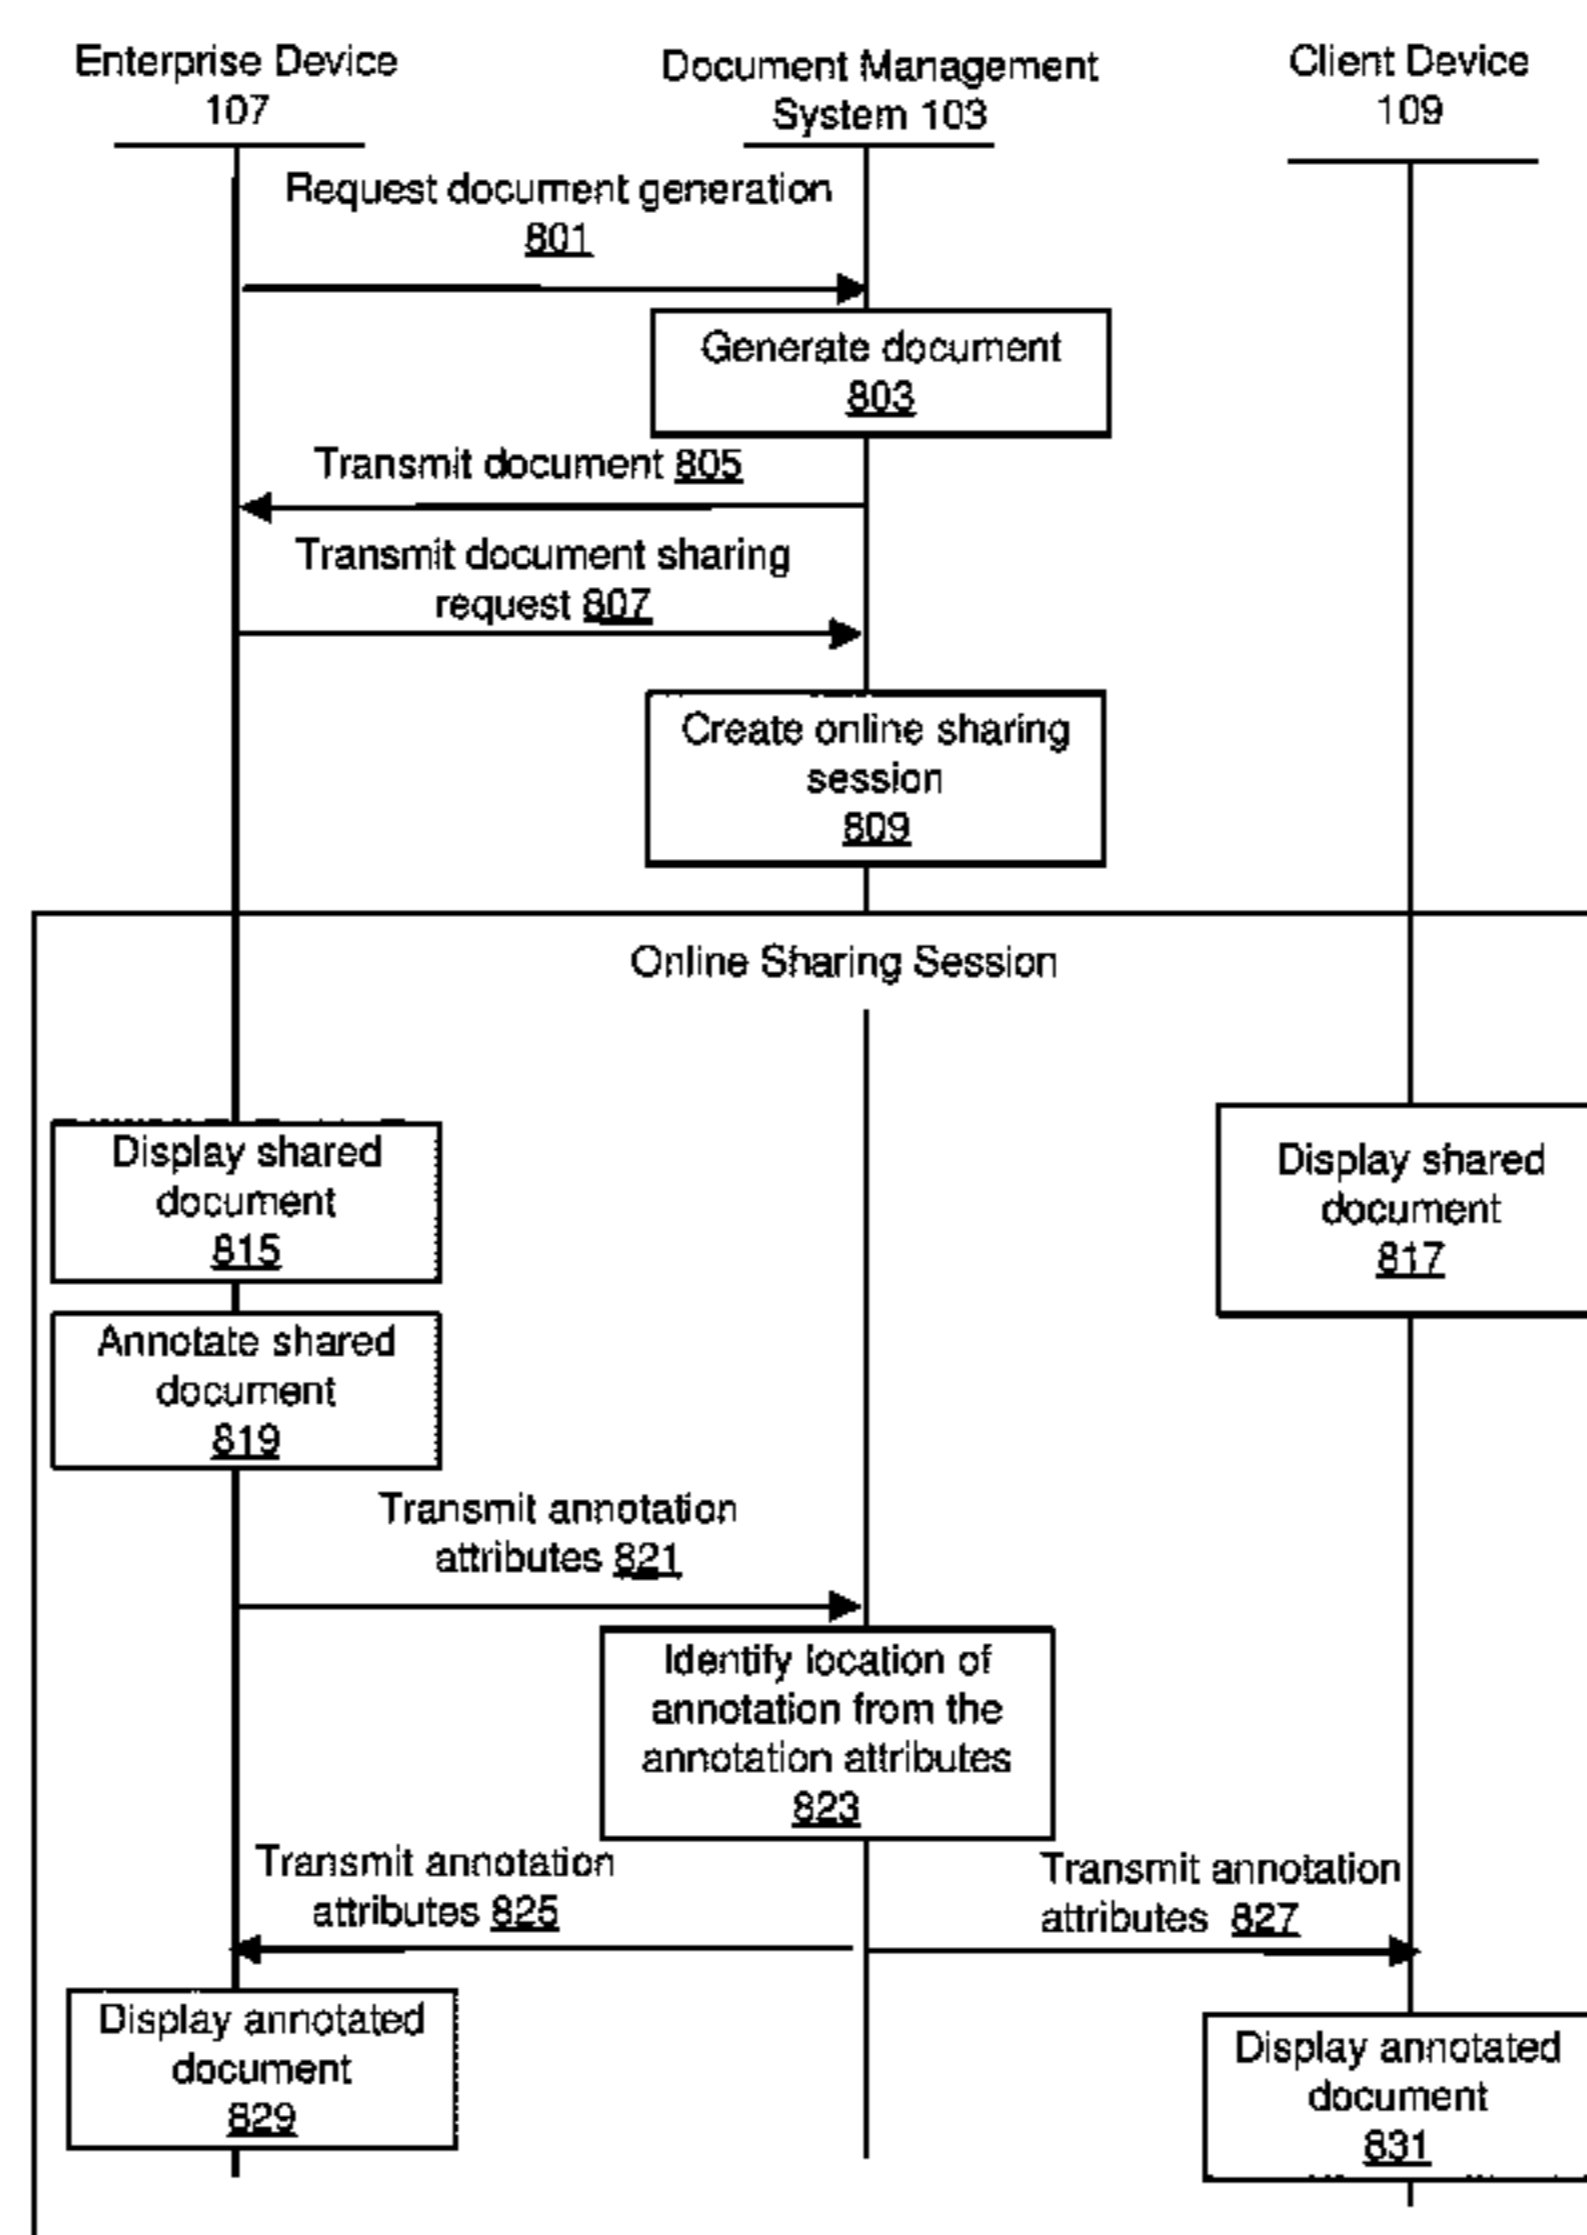 Enterprise Device
107
Document Management
System 103
Client Device
109
Request document generation
801
Generate document
803
Transmit document 805
Transmit document sharing
request 807
Create online sharing
session
809
Online Sharing Session
Display shared
document
815
Display shared
document
817
Annotate shared
document
819
Transmit annotation
attributes 821
Identify location of
annotation from the
annotation attributes
823
Transmit annotation
attributes 825
Transmit annotation
attributes 827
Display annotated
document
829
Display annotated
document
831